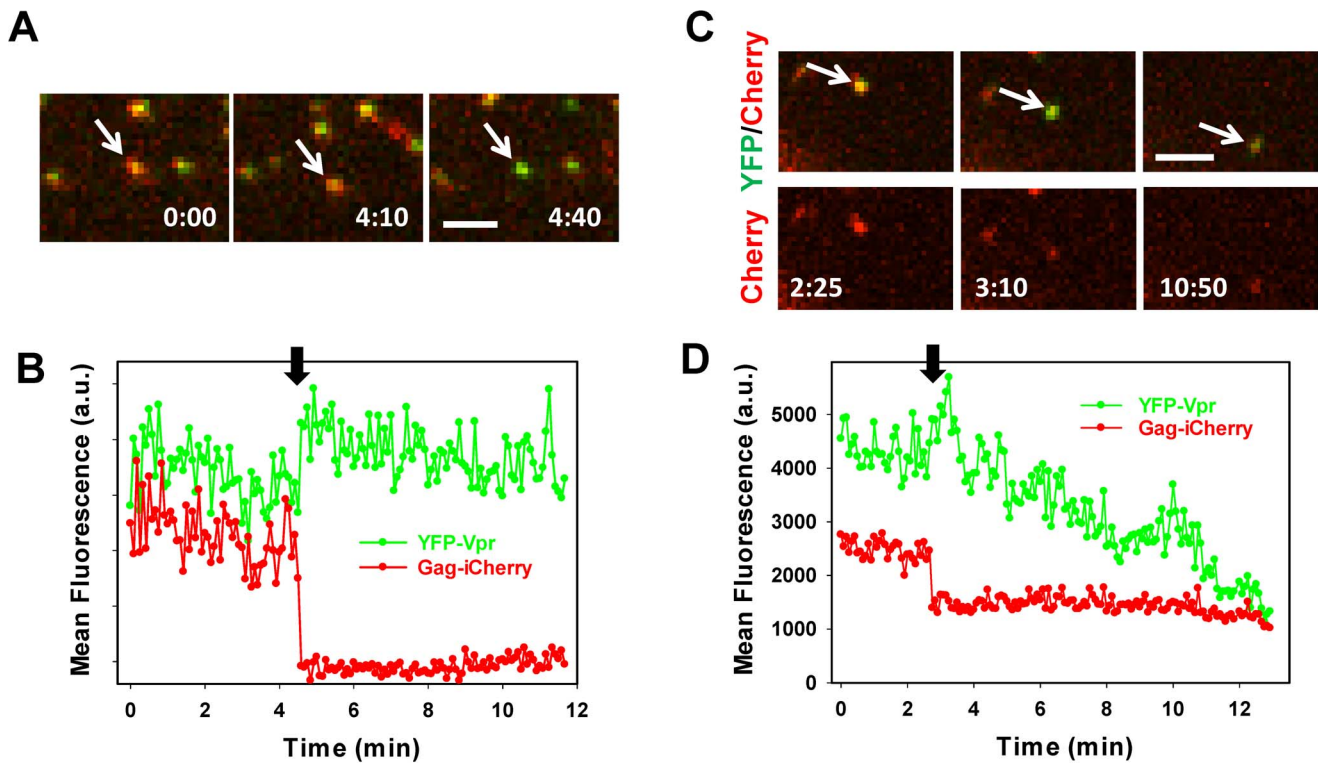 A
0:00
4:10
4:40
B
Mean Fluorescence (a.u.)
YFP-Vpr
Gag-iCherry
0 2 4 6 8 10 12
Time (min)
C
YFP/Cherry
Cherry
2:25
3:10
10:50
D
Mean Fluorescence (a.u.)
5000
4000
3000
2000
1000
0
YFP-Vpr
Gag-iCherry
0 2 4 6 8 10 12
Time (min)